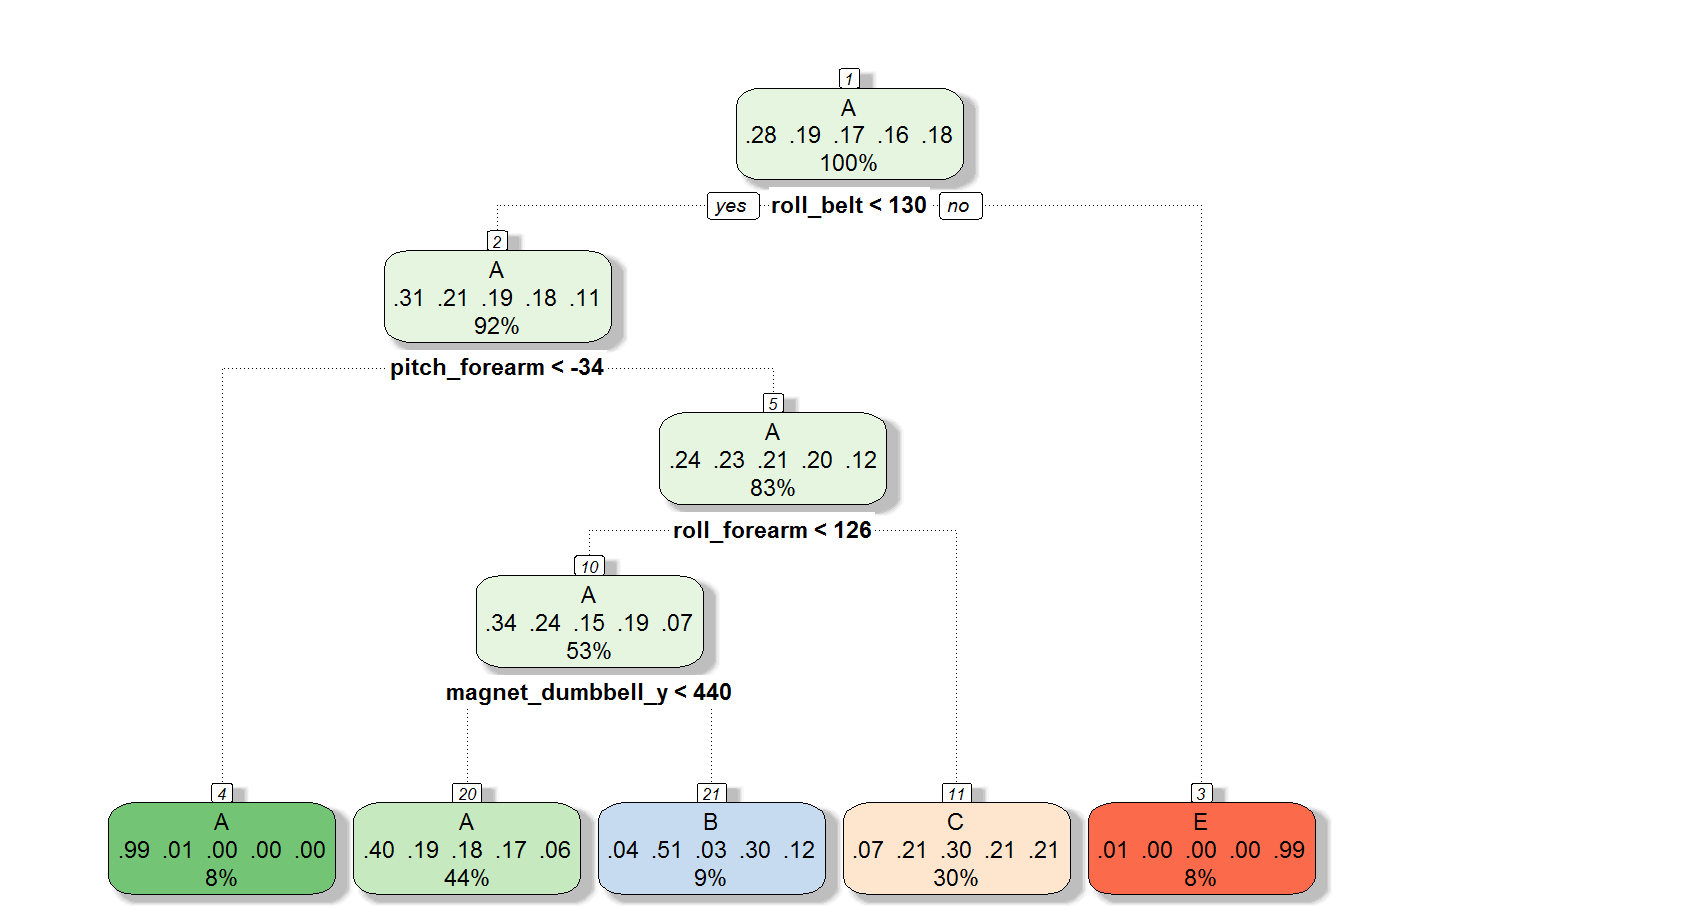 1
A
.28 .19 .17 .16 .18
100%
yes roll_belt < 130 no
2
A
.31 .21 .19 .18 .11
92%
pitch_forearm < -34
5
A
.24 .23 .21 .20 .12
83%
roll_forearm < 126
10
A
.34 .24 .15 .19 .07
53%
magnet_dumbbell_y < 440
4
A
.99 .01 .00 .00 .00
8%
20
A
.40 .19 .18 .17 .06
44%
21
B
.04 .51 .03 .30 .12
9%
11
C
.07 .21 .30 .21 .21
30%
3
E
.01 .00 .00 .00 .99
8%